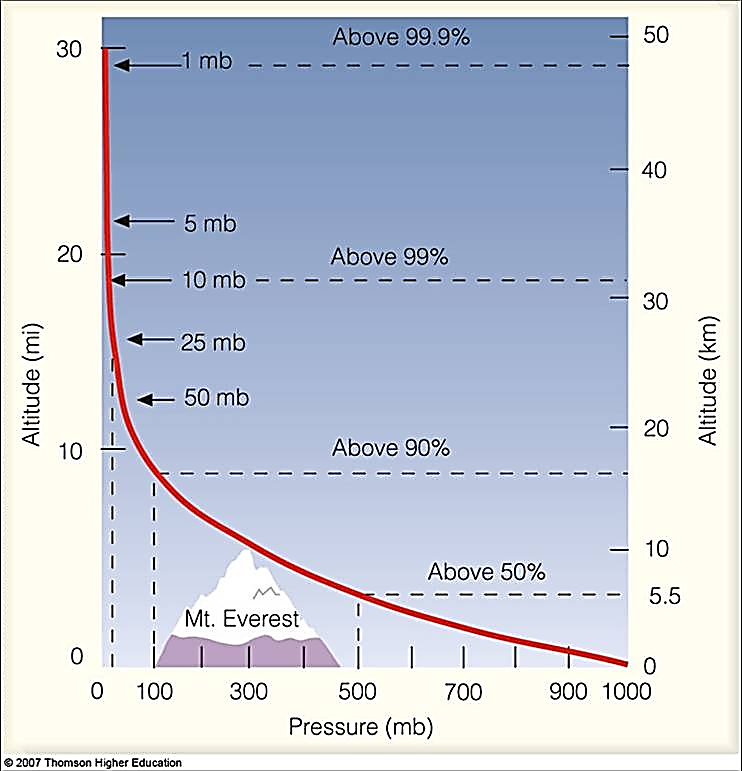 Above 99.9%
30
50
1 mb
40
5 mb
20
Above 99%
10 mb
30
25 mb
Altitude (mi)
Altitude (km)
50 mb
20
10
Above 90%
10
Above 50%
5.5
Mt. Everest
0
0
0 100 300 500 700 900 1000
Pressure (mb)
© 2007 Thomson Higher Education